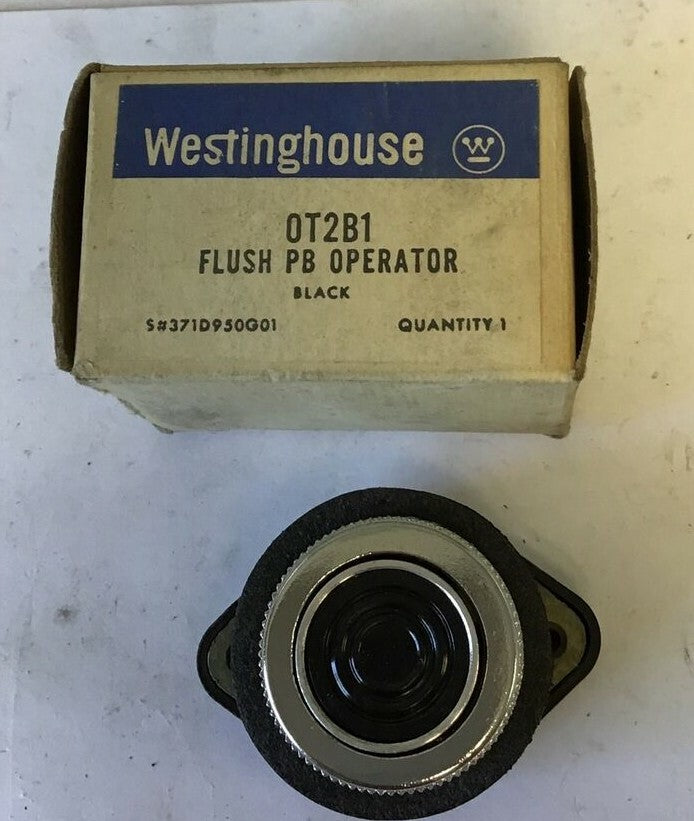 Westinghouse W
OT2B1
FLUSH PB OPERATOR
BLACK
S#371D950G01 QUANTITY 1